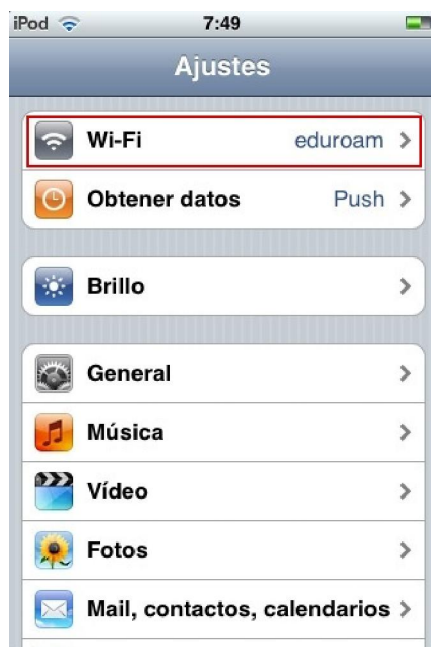 iPod 7:49
Ajustes
Wi-Fi eduroam
Obtener datos Push
Brillo
General
Música
Vídeo
Fotos
Mail, contactos, calendarios